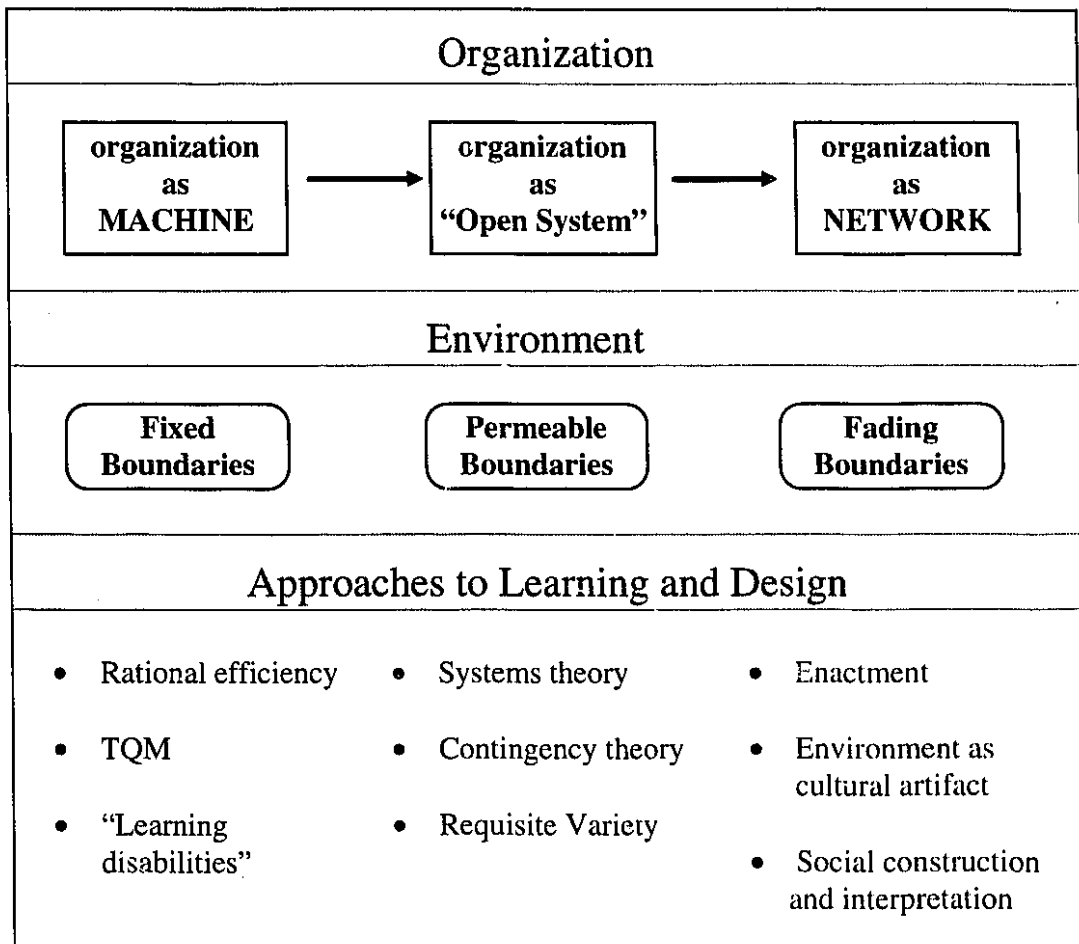 Organization
organization
as
MACHINE
organization
as
“Open System”
organization
as
NETWORK
Environment
Fixed
Boundaries
Permeable
Boundaries
Fading
Boundaries
Approaches to Learning and Design
• Rational efficiency
• TQM
• “Learning
disabilities”
• Systems theory
• Contingency theory
• Requisite Variety
• Enactment
• Environment as
cultural artifact
• Social construction
and interpretation